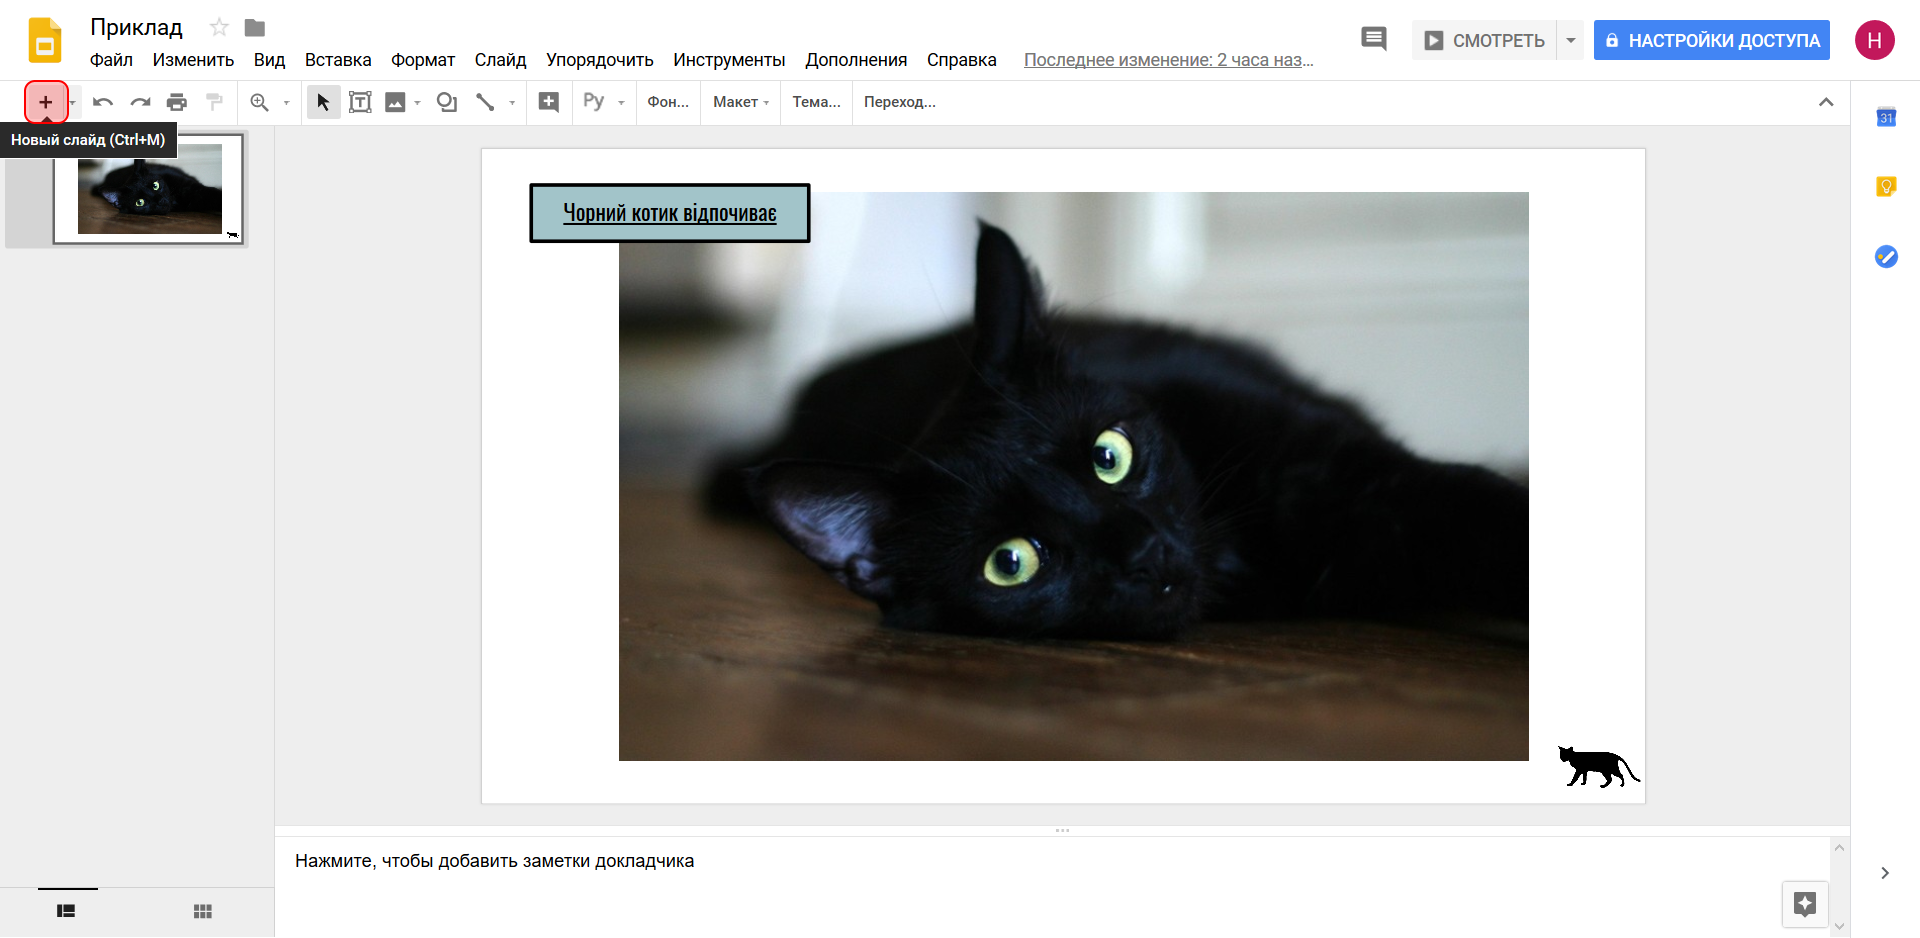 Приклад
Файл Изменить Вид Вставка Формат Слайд Упорядочить Инструменты Дополнения Справка Последнее изменение: 2 часа наз...
СМОТРЕТЬ
НАСТРОЙКИ ДОСТУПА
Н
Ру
Фон... Макет Тема... Переход...
31
Новый слайд (Ctrl+M)
Чорний котик відпочиває
Нажмите, чтобы добавить заметки докладчика